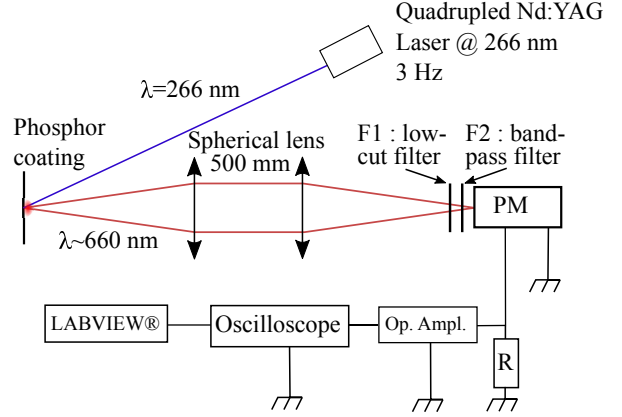 Quadrupled Nd:YAG
Laser @ 266 nm
3 Hz
λ=266 nm
Phosphor
coating
Spherical lens
500 mm
F1 : low-
cut filter
F2 : band-
pass filter
PM
λ~660 nm
LABVIEW®
Oscilloscope
Op. Ampl.
R